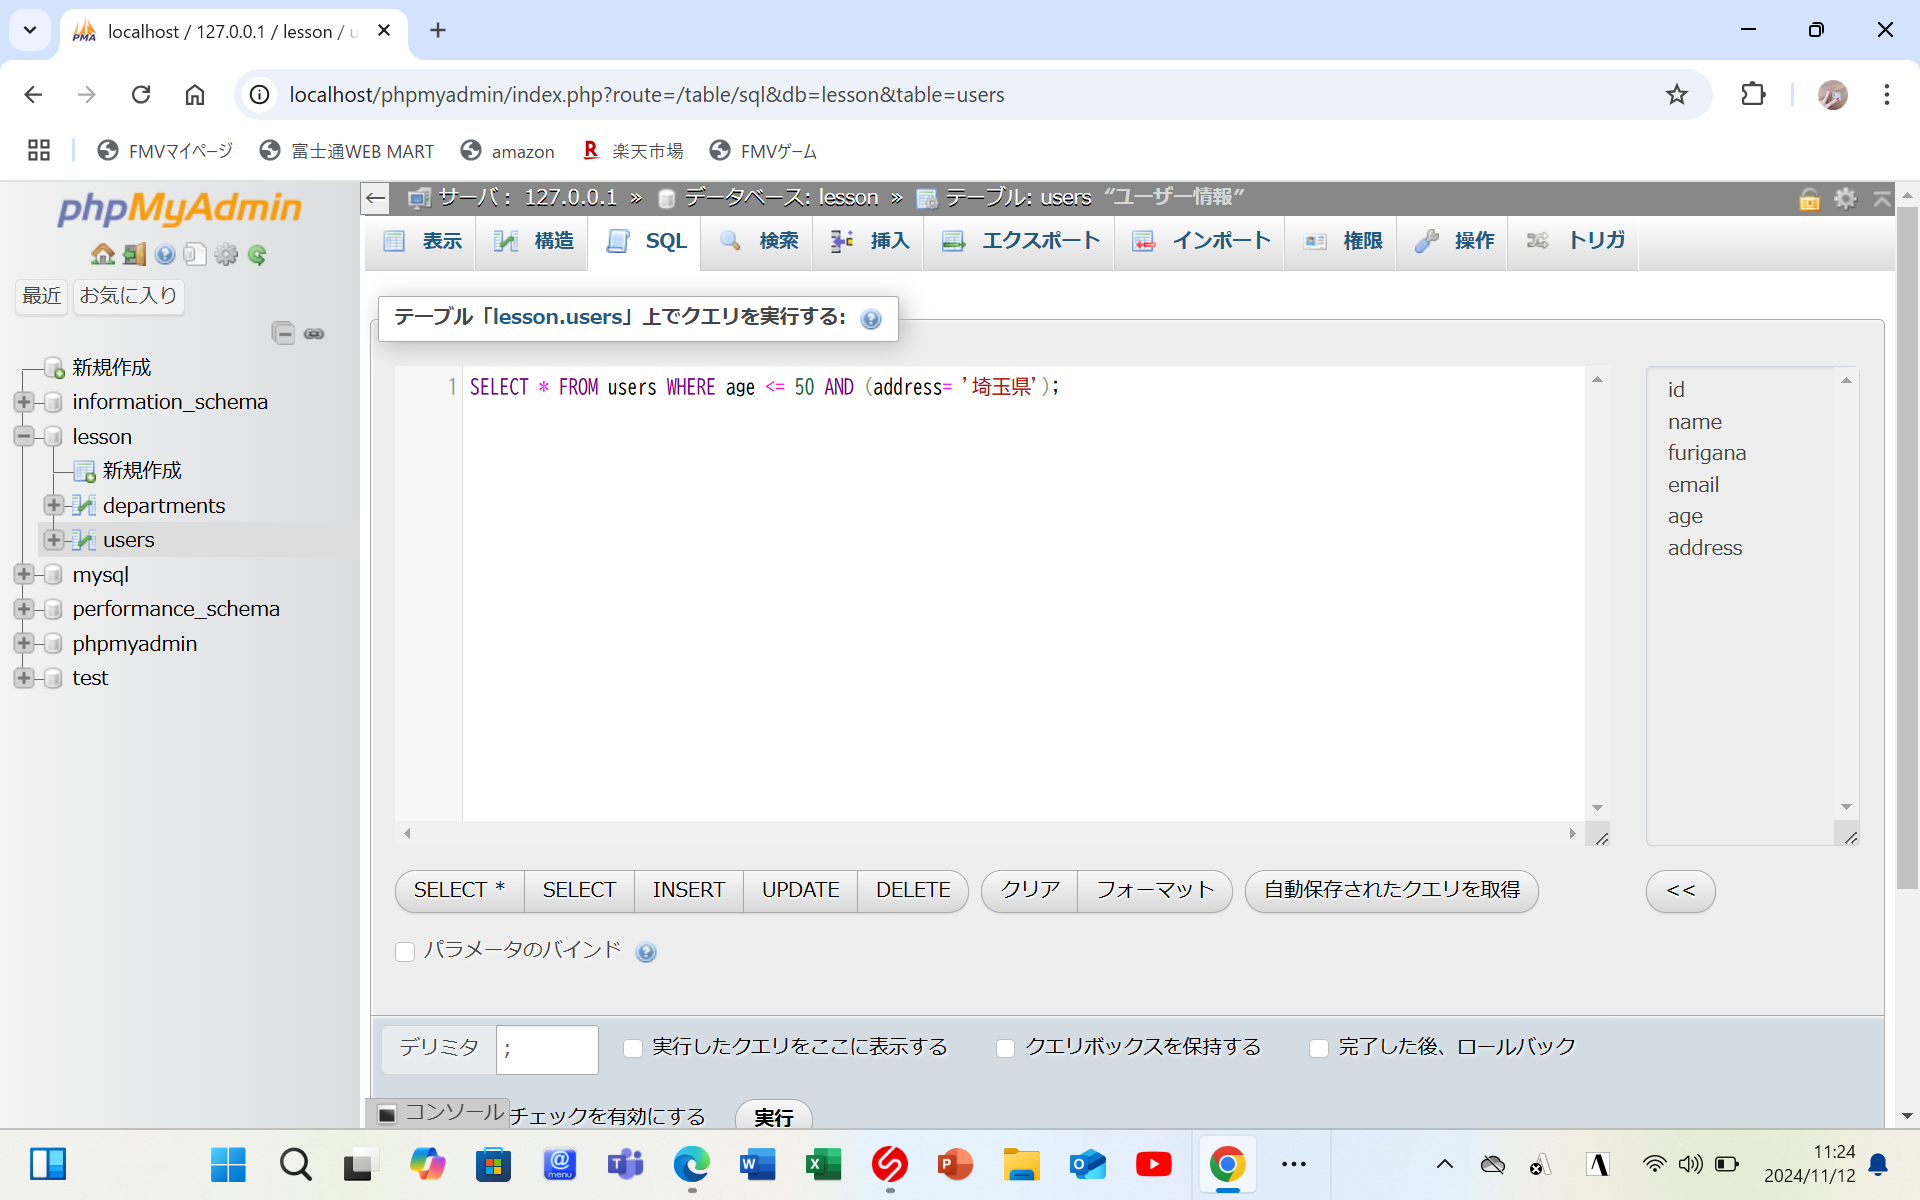 localhost / 127.0.0.1 / lesson / u
localhost/phpmyadmin/index.php?route=/table/sql&db=lesson&table=users
FMVマイページ 富士通WEB MART amazon 楽天市場 FMVゲーム
phpMyAdmin
最近 お気に入り
新規作成
information_schema
lesson
新規作成
departments
users
mysql
performance_schema
phpmyadmin
test
サーバ: 127.0.0.1 » データベース: lesson » テーブル: users “ユーザー情報”
表示 構造 SQL 検索 挿入 エクスポート インポート 権限 操作 トリガ
テーブル「lesson.users」上でクエリを実行する:
1 SELECT * FROM users WHERE age <= 50 AND (address= '埼玉県');
id
name
furigana
email
age
address
SELECT * SELECT INSERT UPDATE DELETE クリア フォーマット 自動保存されたクエリを取得 <<
パラメータのバインド
デリミタ ; 実行したクエリをここに表示する クエリボックスを保持する 完了した後、ロールバック
コンソール チェックを有効にする 実行
11:24
2024/11/12